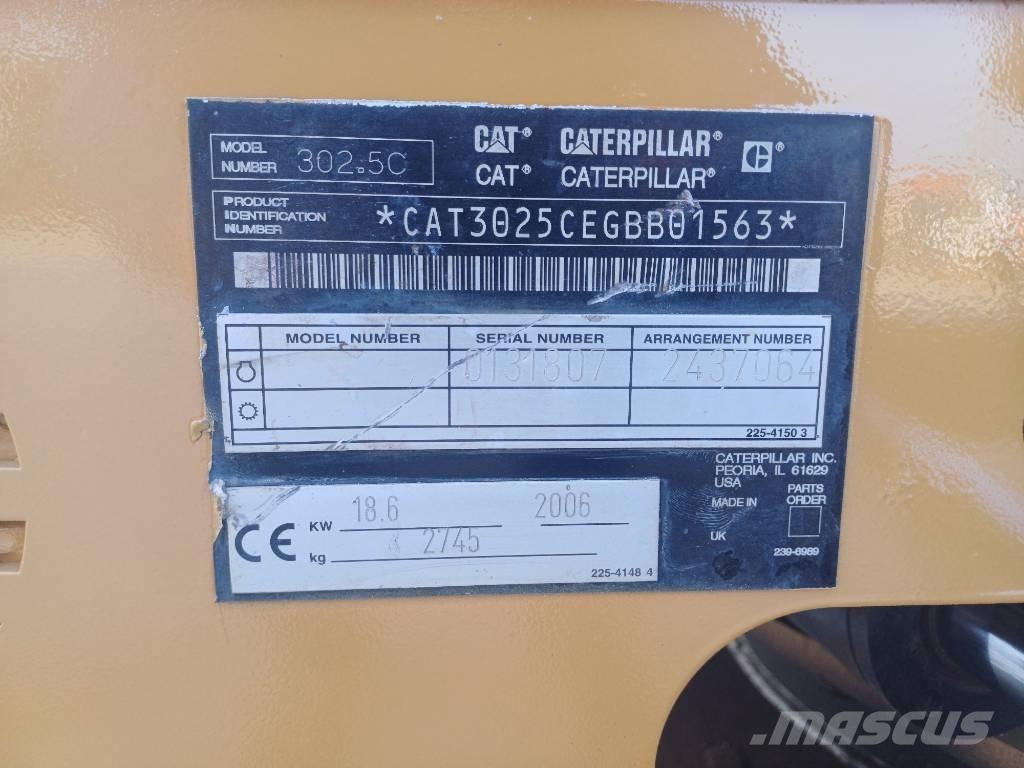 MODEL NUMBER 302.5C
CAT® CATERPILLAR® ®
CAT® CATERPILLAR®
PRODUCT IDENTIFICATION NUMBER *CAT3025CEGBB01563*
MODEL NUMBER SERIAL NUMBER ARRANGEMENT NUMBER
0131807 2437064
225-4150 3
CATERPILLAR INC.
PEORIA, IL 61629
USA
MADE IN
UK
PARTS
ORDER
239-6989
CE KW 18.6 2006
kg 2745
225-4148 4
MASCUS